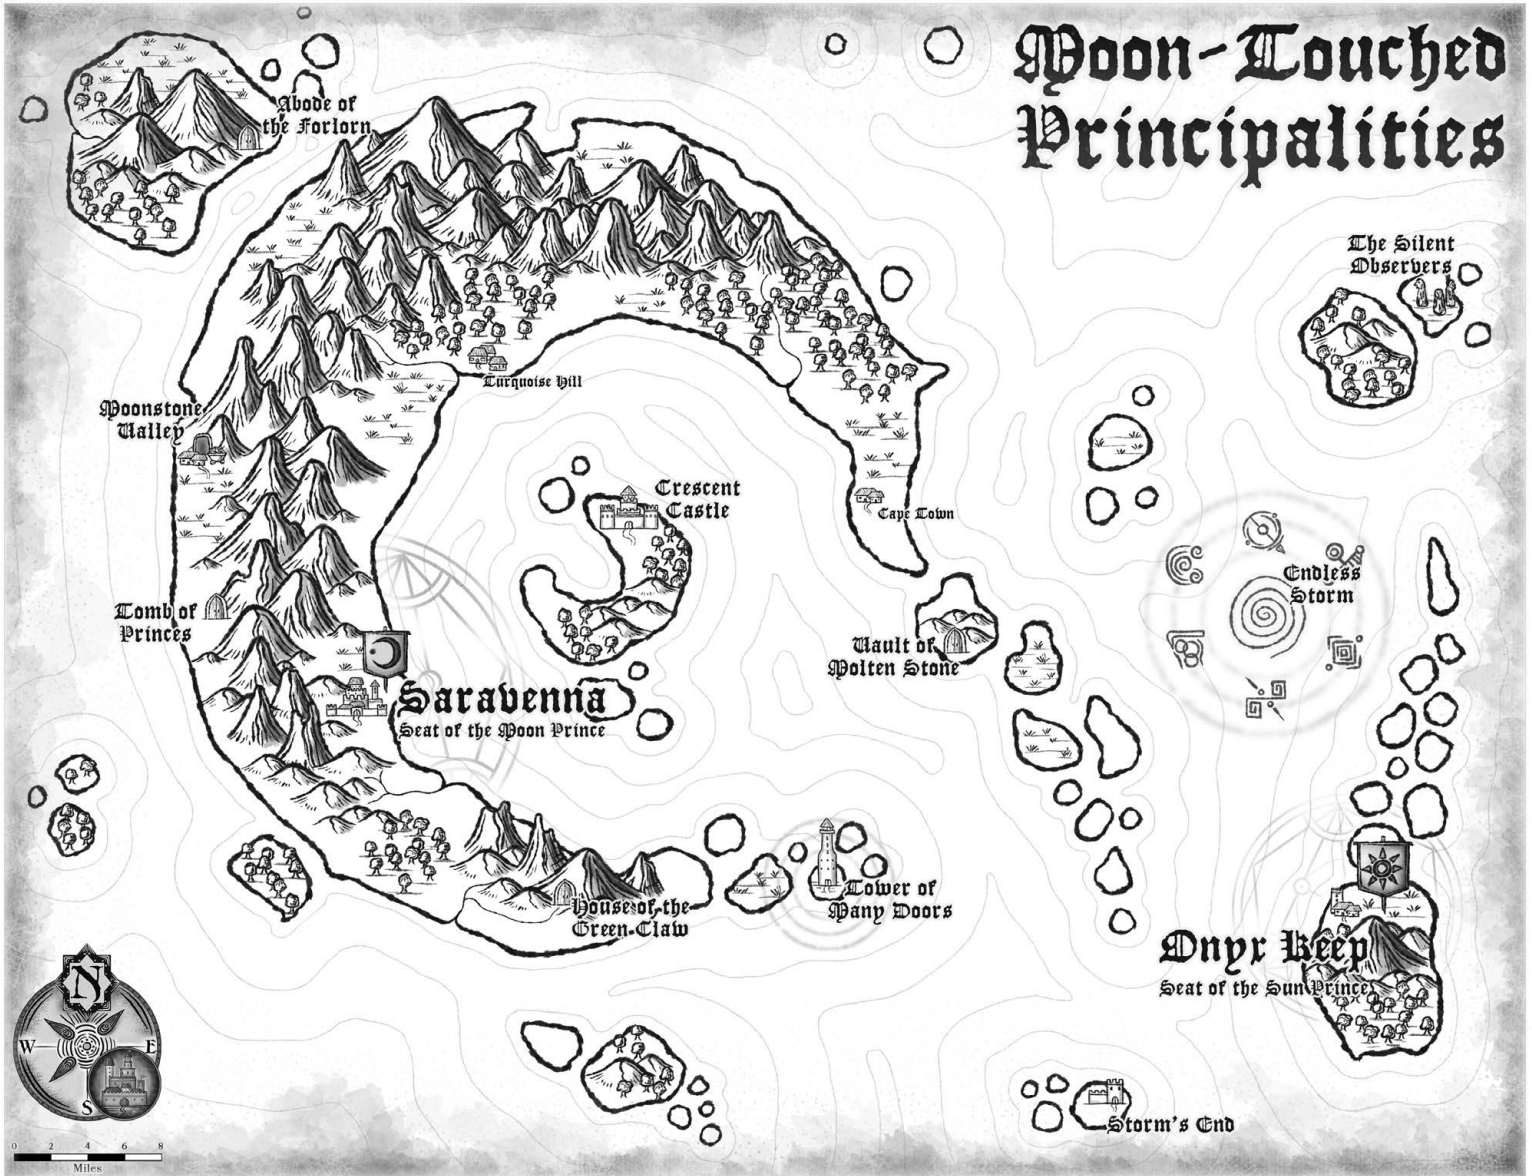 Moon-Touched
Principalities
Abode of
the Forlorn
The Silent
Observers
Turquoise Hill
Moonstone
Valley
Crescent
Castle
Cape Town
Endless
Storm
Tomb of
Princes
Vault of
Molten Stone
Saravenna
Seat of the Moon Prince
Tower of
Many Doors
House of the
Green Claw
Onyx Keep
Seat of the Sun Prince
N
W
E
S
Storm's End
0 2 4 6 8
Miles